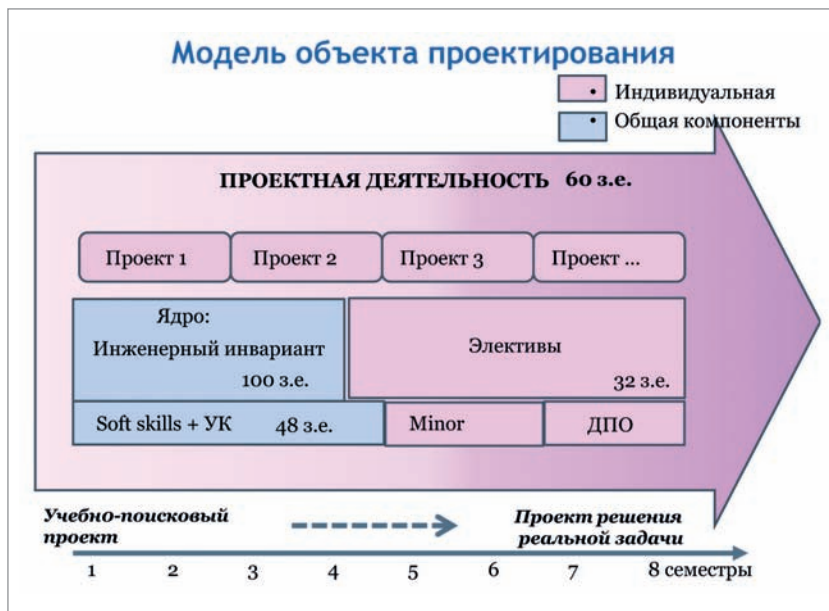 Модель объекта проектирования
• Индивидуальная
• Общая компоненты
ПРОЕКТНАЯ ДЕЯТЕЛЬНОСТЬ 60 з.е.
Проект 1
Проект 2
Проект 3
Проект ...
Ядро:
Инженерный инвариант
100 з.е.
Элективы
32 з.е.
Soft skills + УК 48 з.е.
Minor
ДПО
Учебно-поисковый
проект
Проект решения
реальной задачи
1 2 3 4 5 6 7 8 семестры